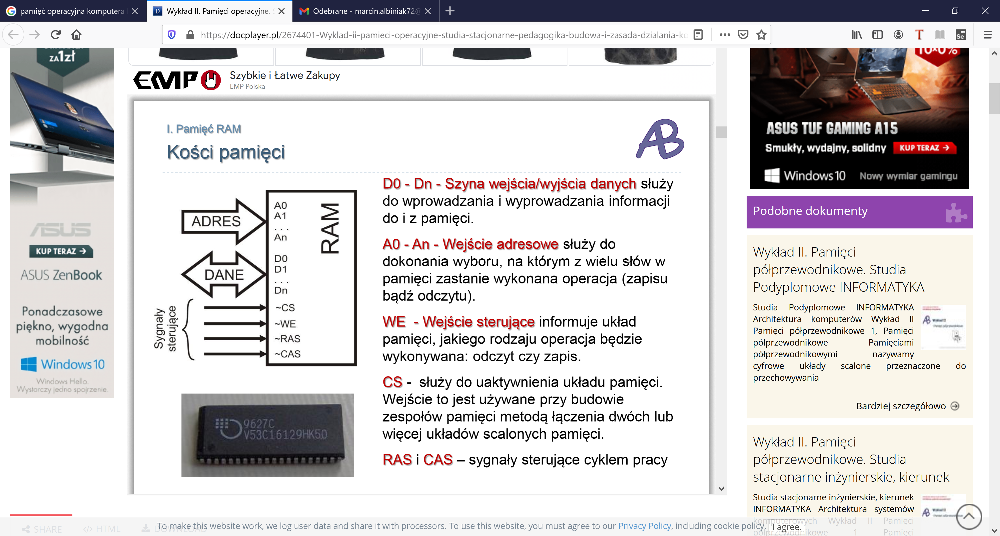 pamięć operacyjna komputera
Wykład II. Pamięci operacyjne. S
Odebrane - marcin.albiniak72@
https://docplayer.pl/2674401-Wyklad-ii-pamieci-operacyjne-studia-stacjonarne-pedagogika-budowa-i-zasada-dzialania-ko
ZA 1zł
ASUS
KUP TERAZ
ASUS ZenBook
Ponadczasowe
piękno, wygodna
mobilność
Windows 10
Windows Hello.
Wystarczy jedno spojrzenie.
EMP
Szybkie i Łatwe Zakupy
EMP Polska
I. Pamięć RAM
Kości pamięci
AB
ADRES
DANE
Sygnały
sterujące
A0
A1
. . .
An
D0
D1
. . .
Dn
~CS
~WE
~RAS
~CAS
RAM
9627C
V53C16129HK50
D0 - Dn - Szyna wejścia/wyjścia danych służy
do wprowadzania i wyprowadzania informacji
do i z pamięci.
A0 - An - Wejście adresowe służy do
dokonania wyboru, na którym z wielu słów w
pamięci zastanie wykonana operacja (zapisu
bądź odczytu).
WE - Wejście sterujące informuje układ
pamięci, jakiego rodzaju operacja będzie
wykonywana: odczyt czy zapis.
CS - służy do uaktywnienia układu pamięci.
Wejście to jest używane przy budowie
zespołów pamięci metodą łączenia dwóch lub
więcej układów scalonych pamięci.
RAS i CAS – sygnały sterujące cyklem pracy
10x0%
ASUS TUF GAMING A15
Smukły, wydajny, solidny
KUP TERAZ
Windows 10
Nowy wymiar gamingu
Podobne dokumenty
Wykład II. Pamięci
półprzewodnikowe. Studia
Podyplomowe INFORMATYKA
Studia Podyplomowe INFORMATYKA
Architektura komputerów Wykład II
Pamięci półprzewodnikowe 1, Pamięci
półprzewodnikowe Pamięciami
półprzewodnikowymi nazywamy
cyfrowe układy scalone przeznaczone do
przechowywania
Bardziej szczegółowo
Wykład II. Pamięci
półprzewodnikowe. Studia
stacjonarne inżynierskie, kierunek
Studia stacjonarne inżynierskie, kierunek
INFORMATYKA Architektura systemów
komputerowych Wykład II Pamięci
półprzewodnikowe 1 Pamięci
SHARE
HTML
DOWNLOAD
To make this website work, we log user data and share it with processors. To use this website, you must agree to our Privacy Policy, including cookie policy.
I agree.